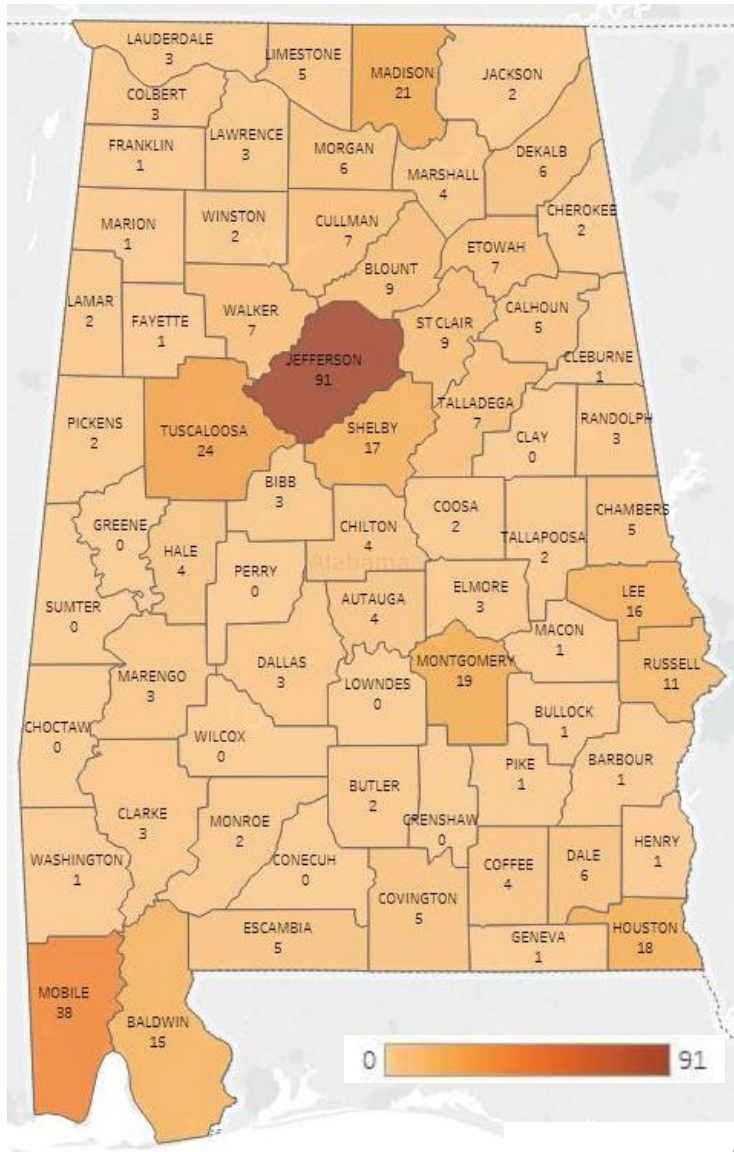 LAUDERDALE
3
LIMESTONE
5
MADISON
21
JACKSON
2
COLBERT
3
FRANKLIN
1
LAWRENCE
3
MORGAN
6
MARSHALL
4
DEKALB
6
CHEROKEE
2
MARION
1
WINSTON
2
CULLMAN
7
ETOWAH
7
BLOUNT
9
LAMAR
2
FAYETTE
1
WALKER
7
ST CLAIR
9
CALHOUN
5
CLEBURNE
1
JEFFERSON
91
PICKENS
2
TUSCALOOSA
24
SHELBY
17
TALLADEGA
7
CLAY
0
RANDOLPH
3
BIBB
3
GREENE
0
HALE
4
CHILTON
4
COOSA
2
TALLAPOOSA
2
CHAMBERS
5
Alabama
PERRY
0
SUMTER
0
AUTAUGA
4
ELMORE
3
LEE
16
MACON
1
MARENGO
3
DALLAS
3
MONTGOMERY
19
RUSSELL
11
LOWNDES
0
BULLOCK
1
CHOCTAW
0
WILCOX
0
BUTLER
2
PIKE
1
BARBOUR
1
CLARKE
3
MONROE
2
CRENSHAW
0
WASHINGTON
1
CONECUH
0
COFFEE
4
DALE
6
HENRY
1
COVINGTON
5
ESCAMBIA
5
GENEVA
1
HOUSTON
18
MOBILE
38
BALDWIN
15
0 91